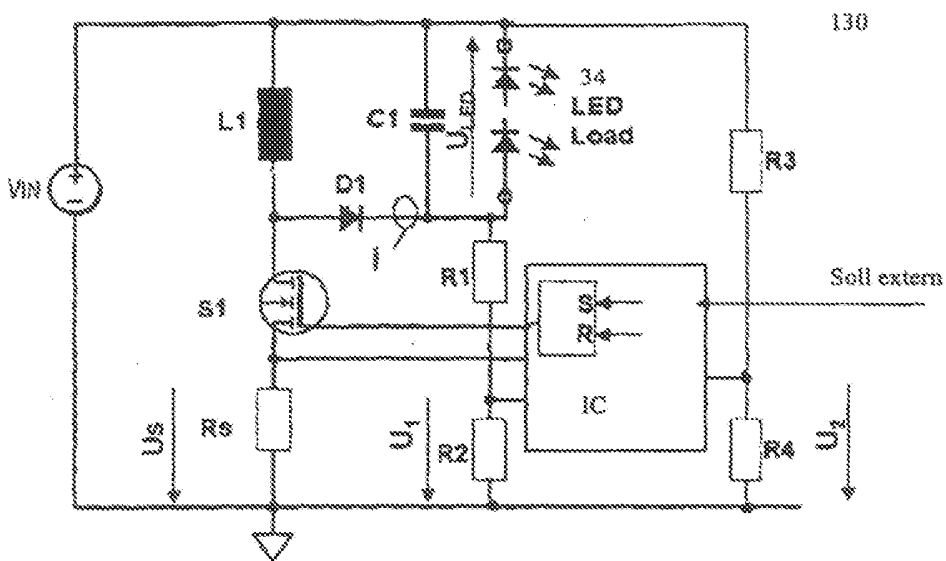 130
34
LED
Load
L1
C1
U_LED
R3
VIN
D1
i
R1
Soll extern
S1
S
R
IC
Us
Rs
U₁
R2
R4
U₂